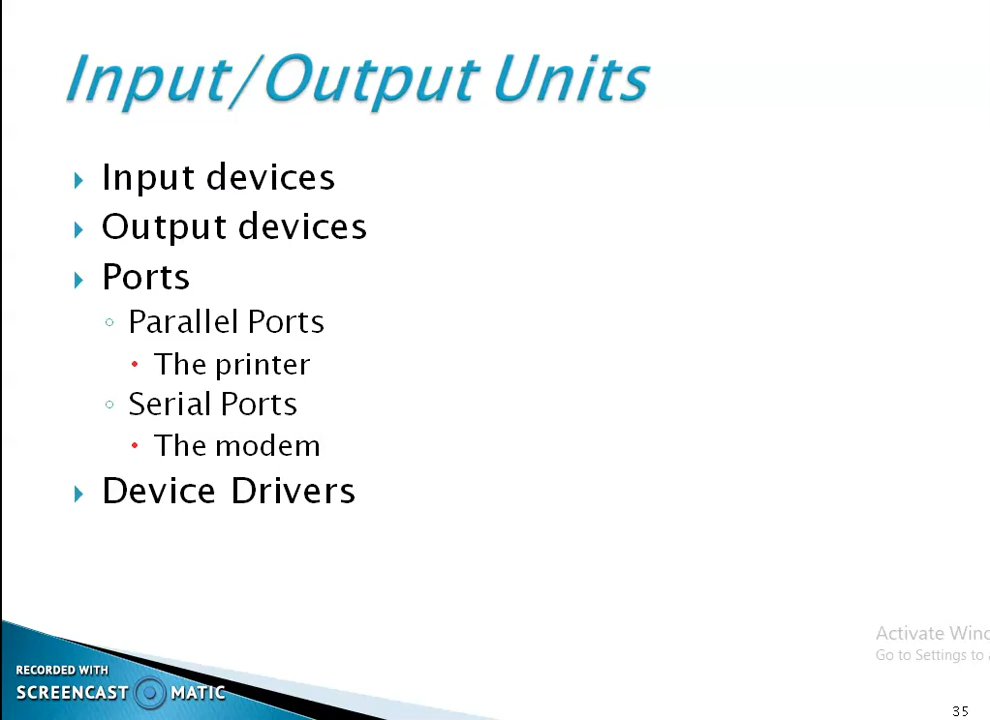 Input/Output Units
Input devices
Output devices
Ports
Parallel Ports
The printer
Serial Ports
The modem
Device Drivers
Activate Wind
Go to Settings to
RECORDED WITH
SCREENCAST MATIC
35